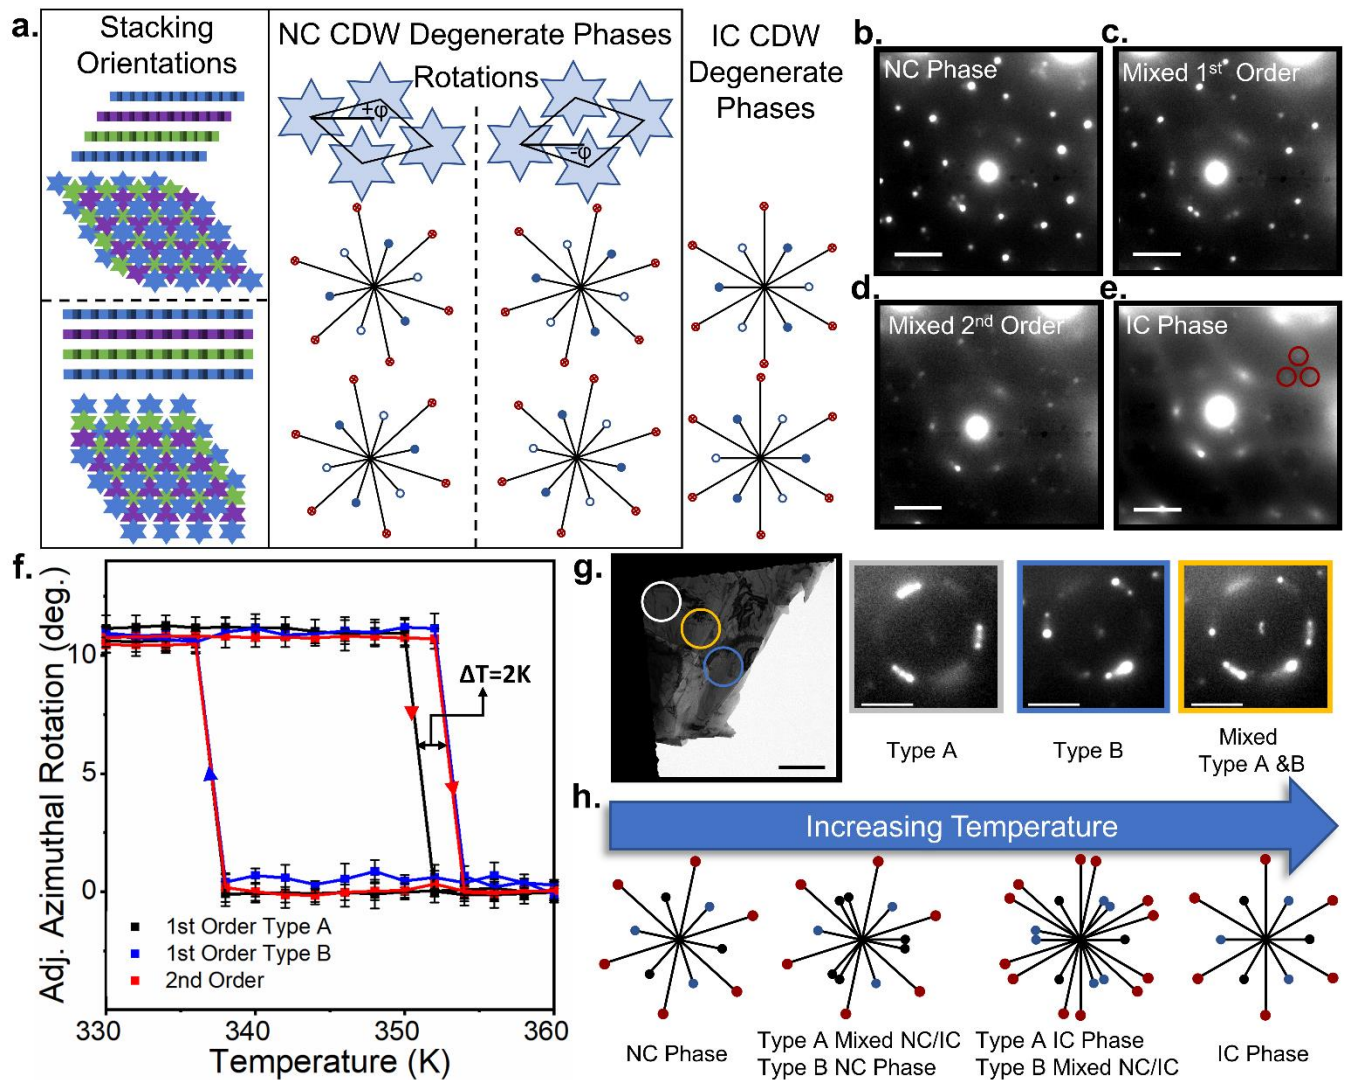 a.
Stacking
Orientations
NC CDW Degenerate Phases
Rotations
+φ
-φ
IC CDW
Degenerate
Phases
b.
NC Phase
c.
Mixed 1st Order
d.
Mixed 2nd Order
e.
IC Phase
f.
Adj. Azimuthal Rotation (deg.)
10
5
0
ΔT=2K
1st Order Type A
1st Order Type B
2nd Order
330
340
350
360
Temperature (K)
g.
Type A
Type B
Mixed
Type A &B
h.
Increasing Temperature
NC Phase
Type A Mixed NC/IC
Type B NC Phase
Type A IC Phase
Type B Mixed NC/IC
IC Phase